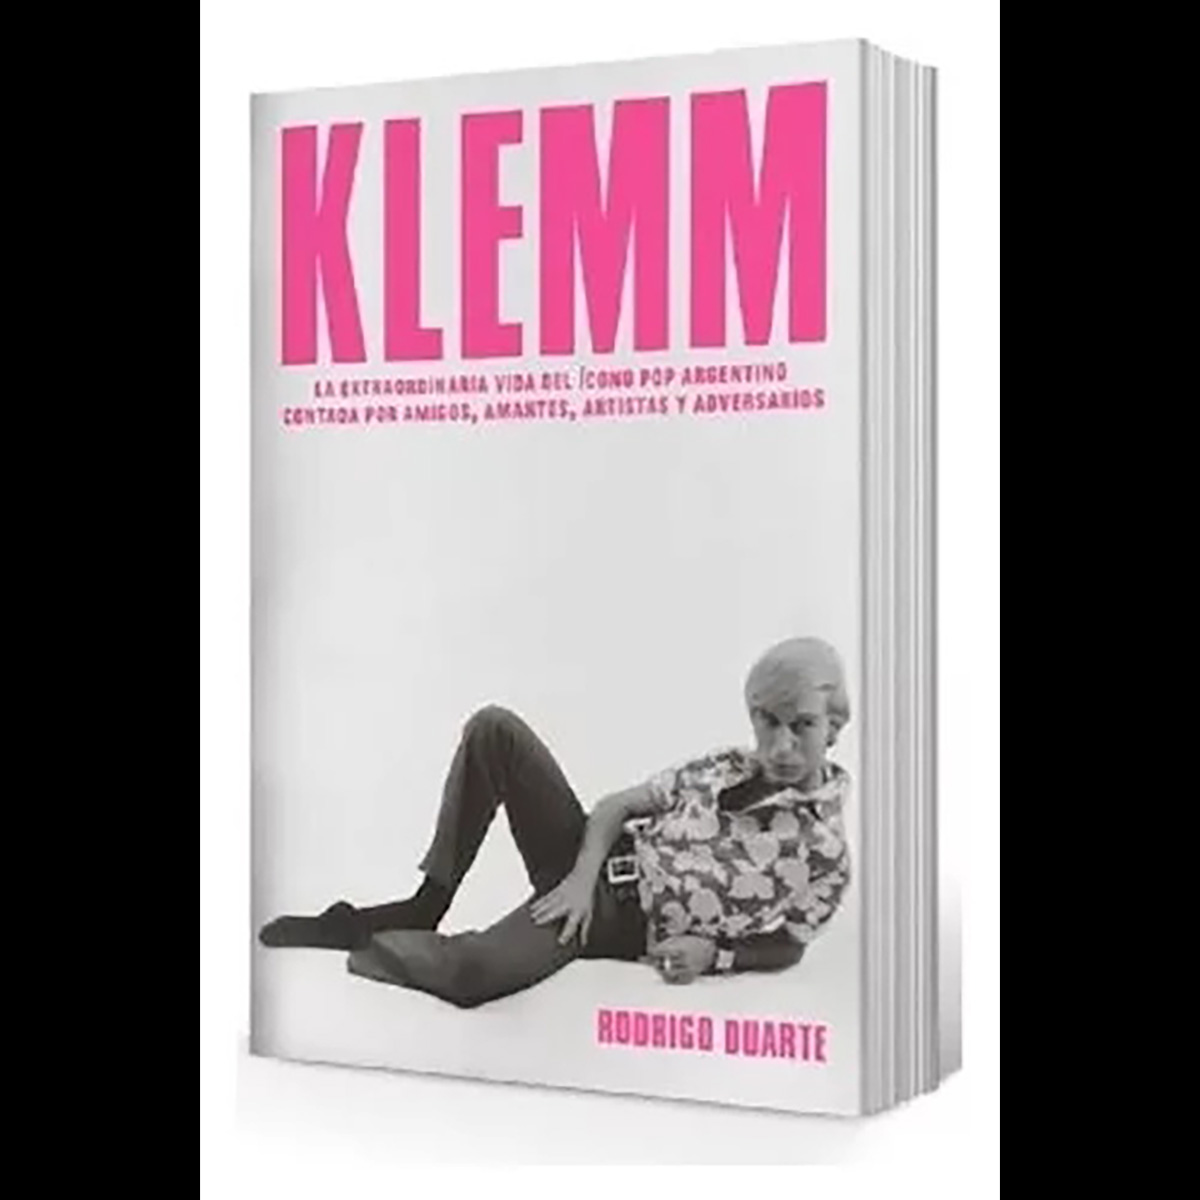 KLEMM
LA EXTRAORDINARIA VIDA DEL ÍCONO POP ARGENTINO
CONTADA POR AMIGOS, AMANTES, ARTISTAS Y ADVERSARIOS
RODRIGO DUARTE